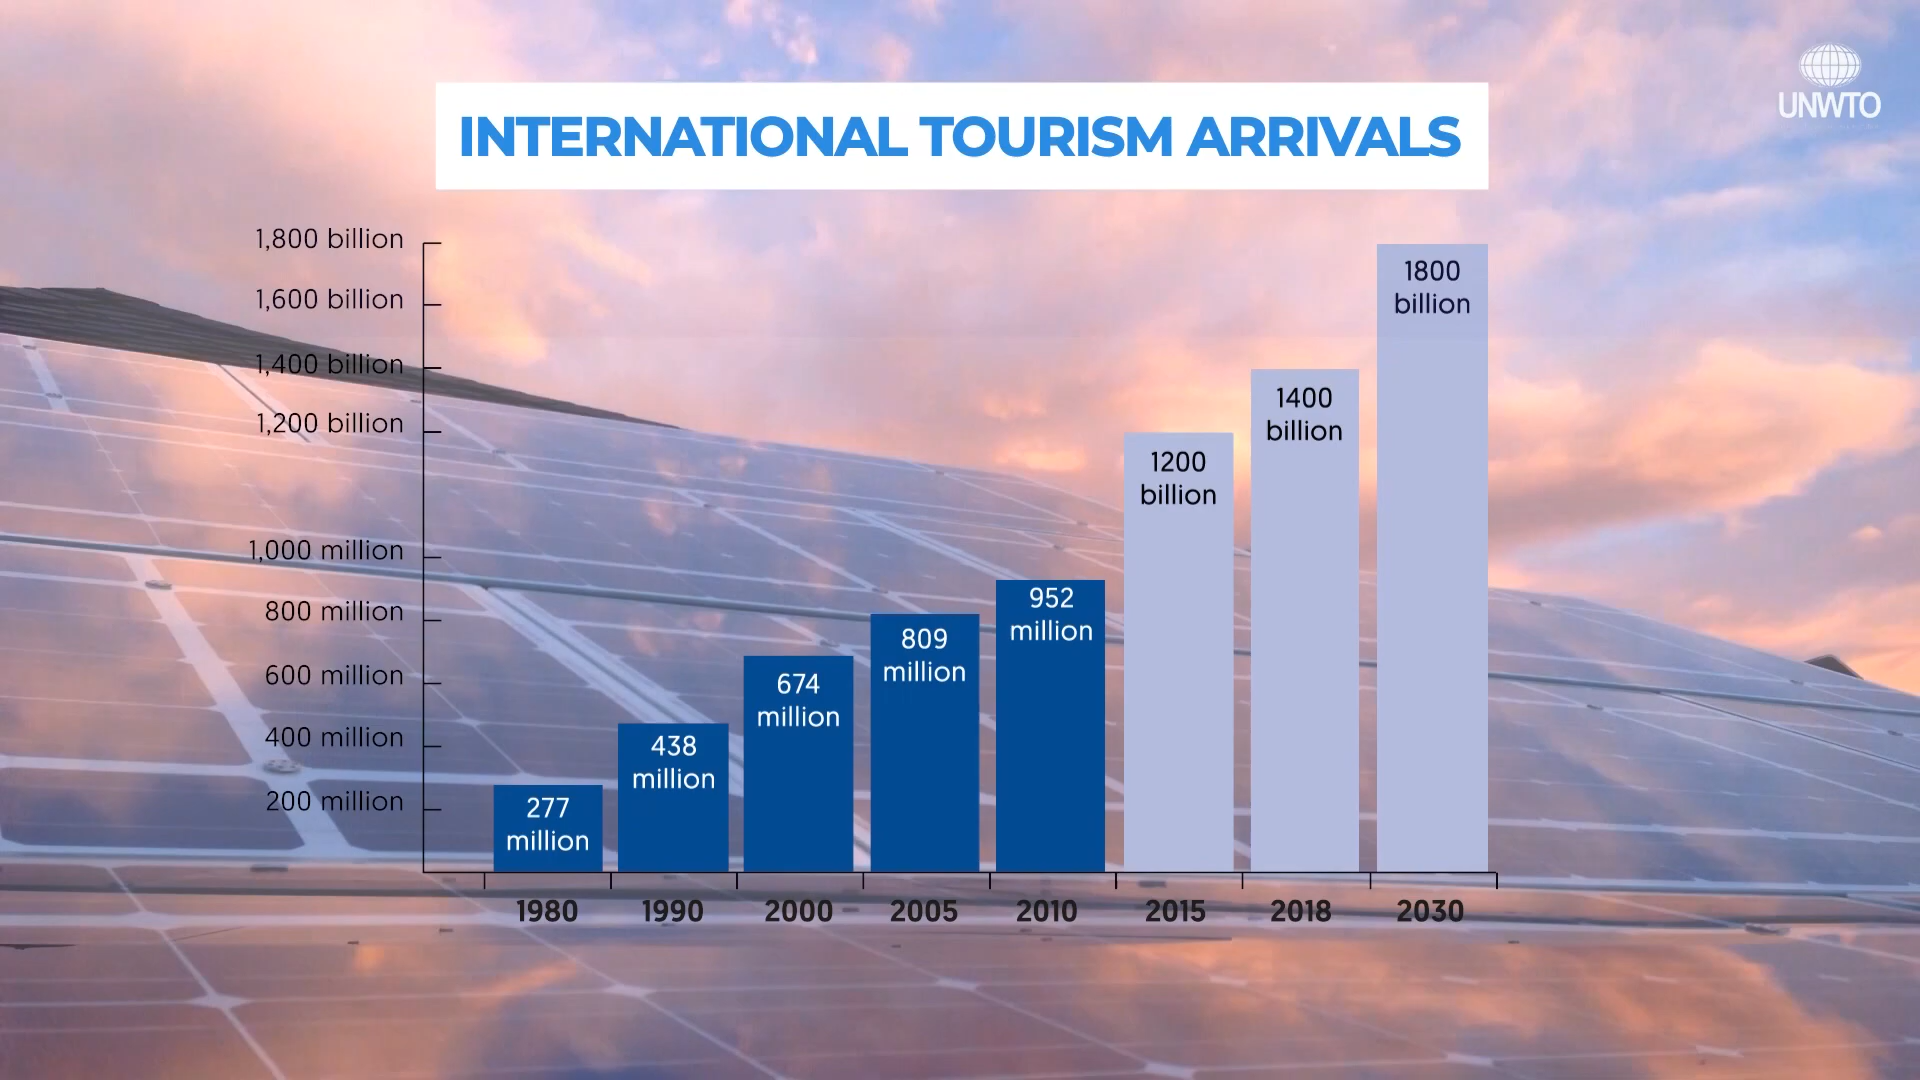 UNWTO
INTERNATIONAL TOURISM ARRIVALS
1,800 billion
1,600 billion
1,400 billion
1,200 billion
1,000 million
800 million
600 million
400 million
200 million
277
million
438
million
674
million
809
million
952
million
1200
billion
1400
billion
1800
billion
1980 1990 2000 2005 2010 2015 2018 2030